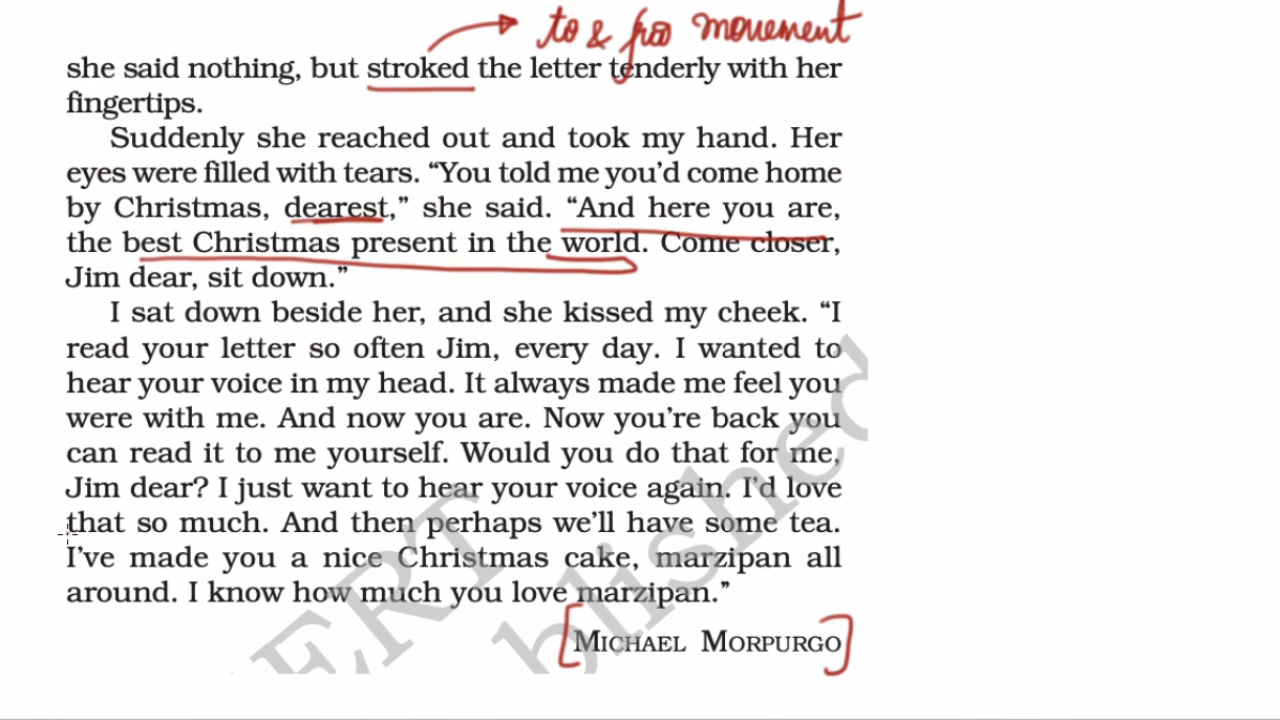 to & fro movement
she said nothing, but stroked the letter tenderly with her
fingertips.
Suddenly she reached out and took my hand. Her
eyes were filled with tears. “You told me you’d come home
by Christmas, dearest,” she said. “And here you are,
the best Christmas present in the world. Come closer,
Jim dear, sit down.”
I sat down beside her, and she kissed my cheek. “I
read your letter so often Jim, every day. I wanted to
hear your voice in my head. It always made me feel you
were with me. And now you are. Now you’re back you
can read it to me yourself. Would you do that for me,
Jim dear? I just want to hear your voice again. I’d love
that so much. And then perhaps we’ll have some tea.
I’ve made you a nice Christmas cake, marzipan all
around. I know how much you love marzipan.”
[MICHAEL MORPURGO]
ERT
blished